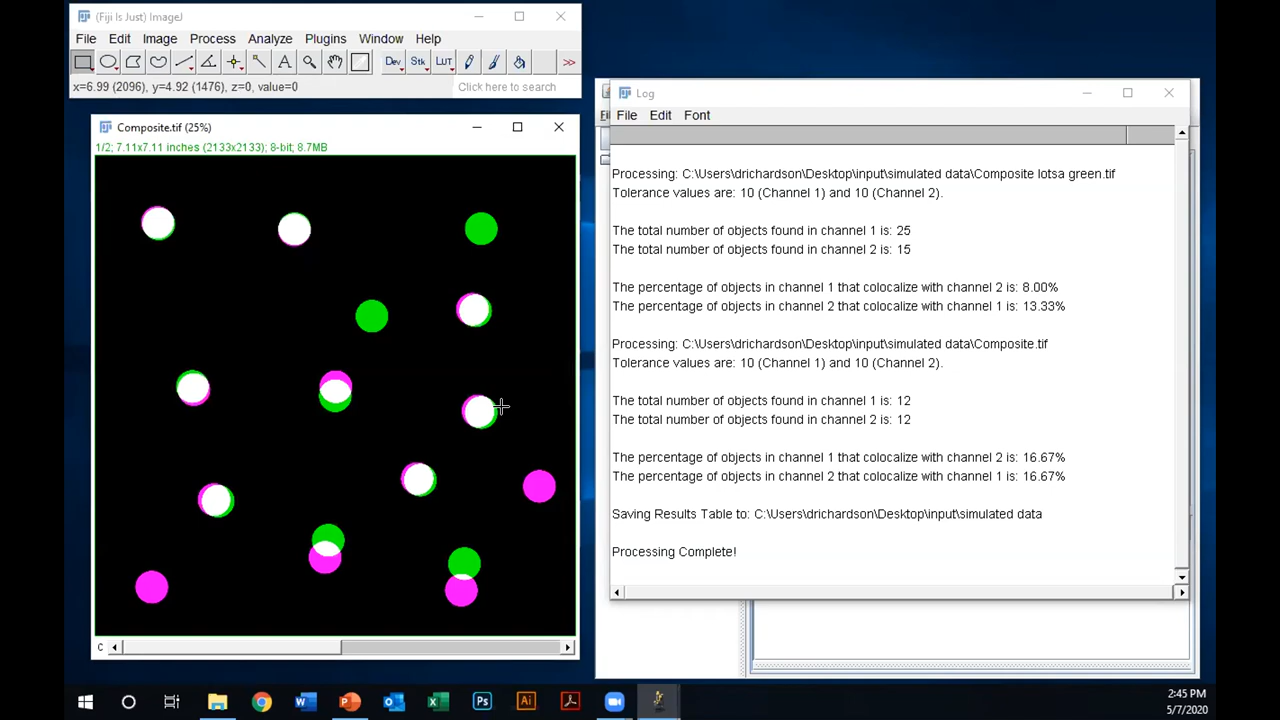 (Fiji Is Just) ImageJ
File Edit Image Process Analyze Plugins Window Help
Dev Stk LUT >>
x=6.99 (2096), y=4.92 (1476), z=0, value=0
Click here to search
Composite.tif (25%)
1/2; 7.11x7.11 inches (2133x2133); 8-bit; 8.7MB
C
Log
File Edit Font
Processing: C:\Users\drichardson\Desktop\input\simulated data\Composite lotsa green.tif
Tolerance values are: 10 (Channel 1) and 10 (Channel 2).
The total number of objects found in channel 1 is: 25
The total number of objects found in channel 2 is: 15
The percentage of objects in channel 1 that colocalize with channel 2 is: 8.00%
The percentage of objects in channel 2 that colocalize with channel 1 is: 13.33%
Processing: C:\Users\drichardson\Desktop\input\simulated data\Composite.tif
Tolerance values are: 10 (Channel 1) and 10 (Channel 2).
The total number of objects found in channel 1 is: 12
The total number of objects found in channel 2 is: 12
The percentage of objects in channel 1 that colocalize with channel 2 is: 16.67%
The percentage of objects in channel 2 that colocalize with channel 1 is: 16.67%
Saving Results Table to: C:\Users\drichardson\Desktop\input\simulated data
Processing Complete!
Ps Ai
2:45 PM
5/7/2020